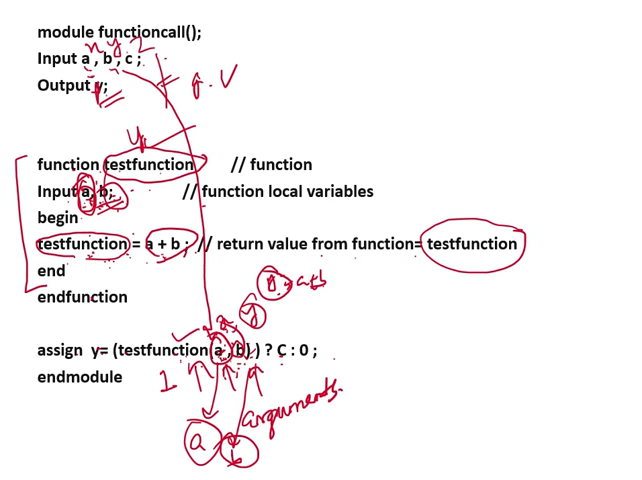 module functioncall();
x y z
Input a , b , c ;
g. V
Output y;
y
function testfunction // function
Input a, b; // function local variables
begin
testfunction = a + b ; // return value from function= testfunction
end
endfunction
a+b
y
assign y= (testfunction(a ,b) ) ? C : 0 ;
endmodule
1
arguments.
a
b